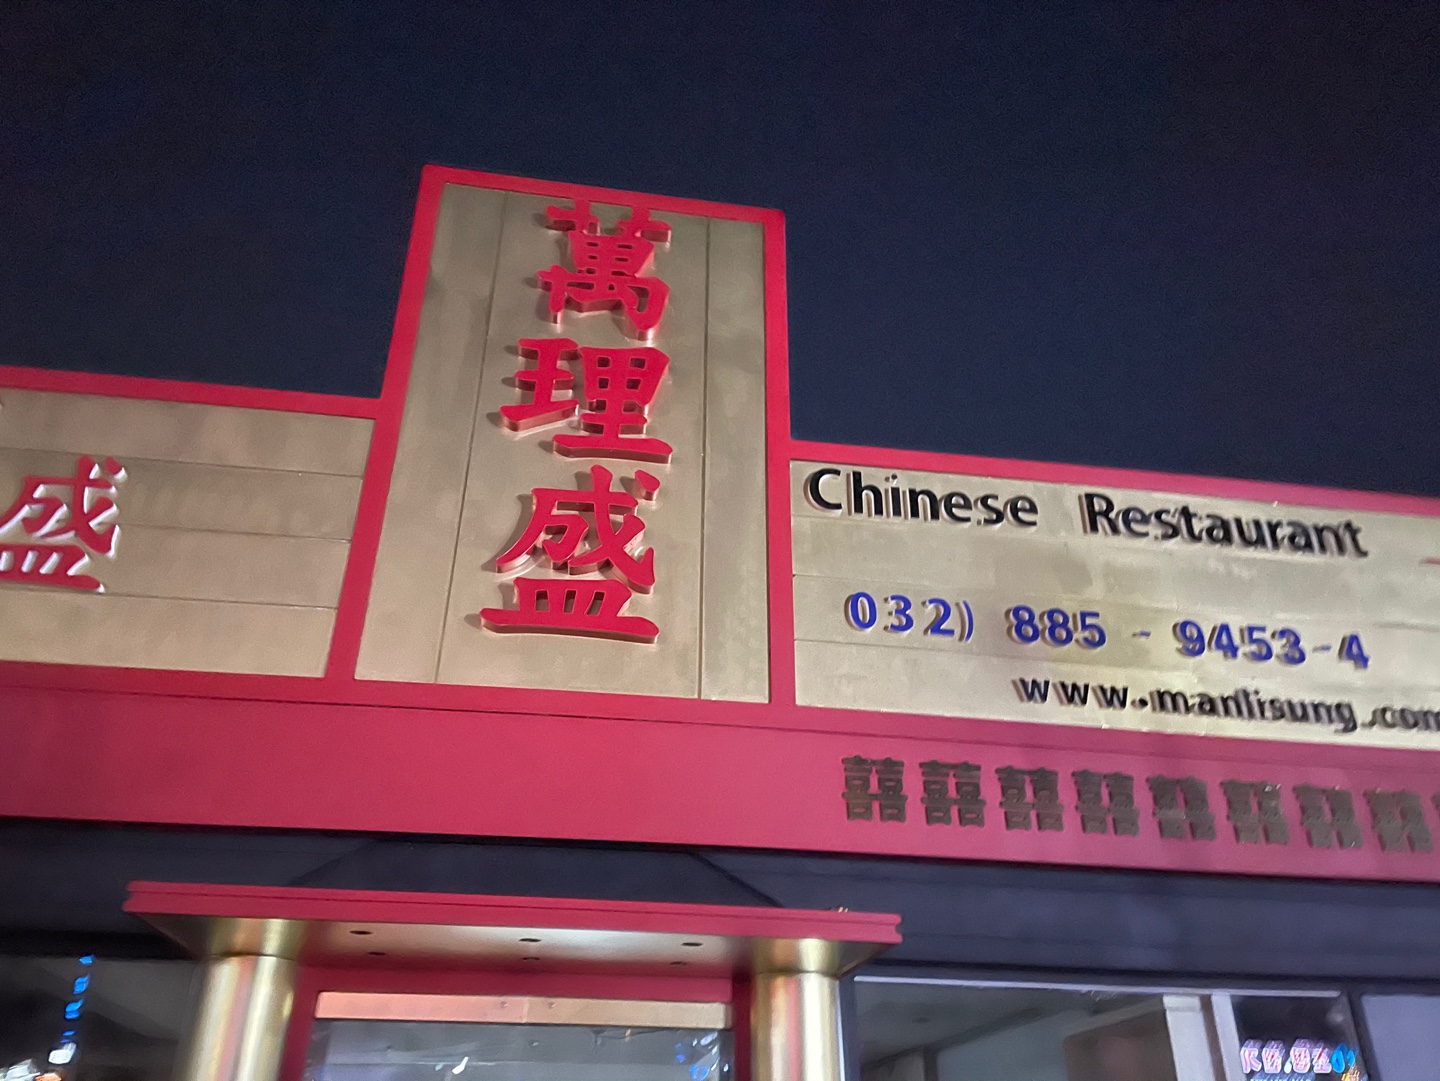 盛
萬理盛
Chinese Restaurant
032) 885 - 9453-4
www.manlisung.com
囍囍囍囍囍囍囍囍